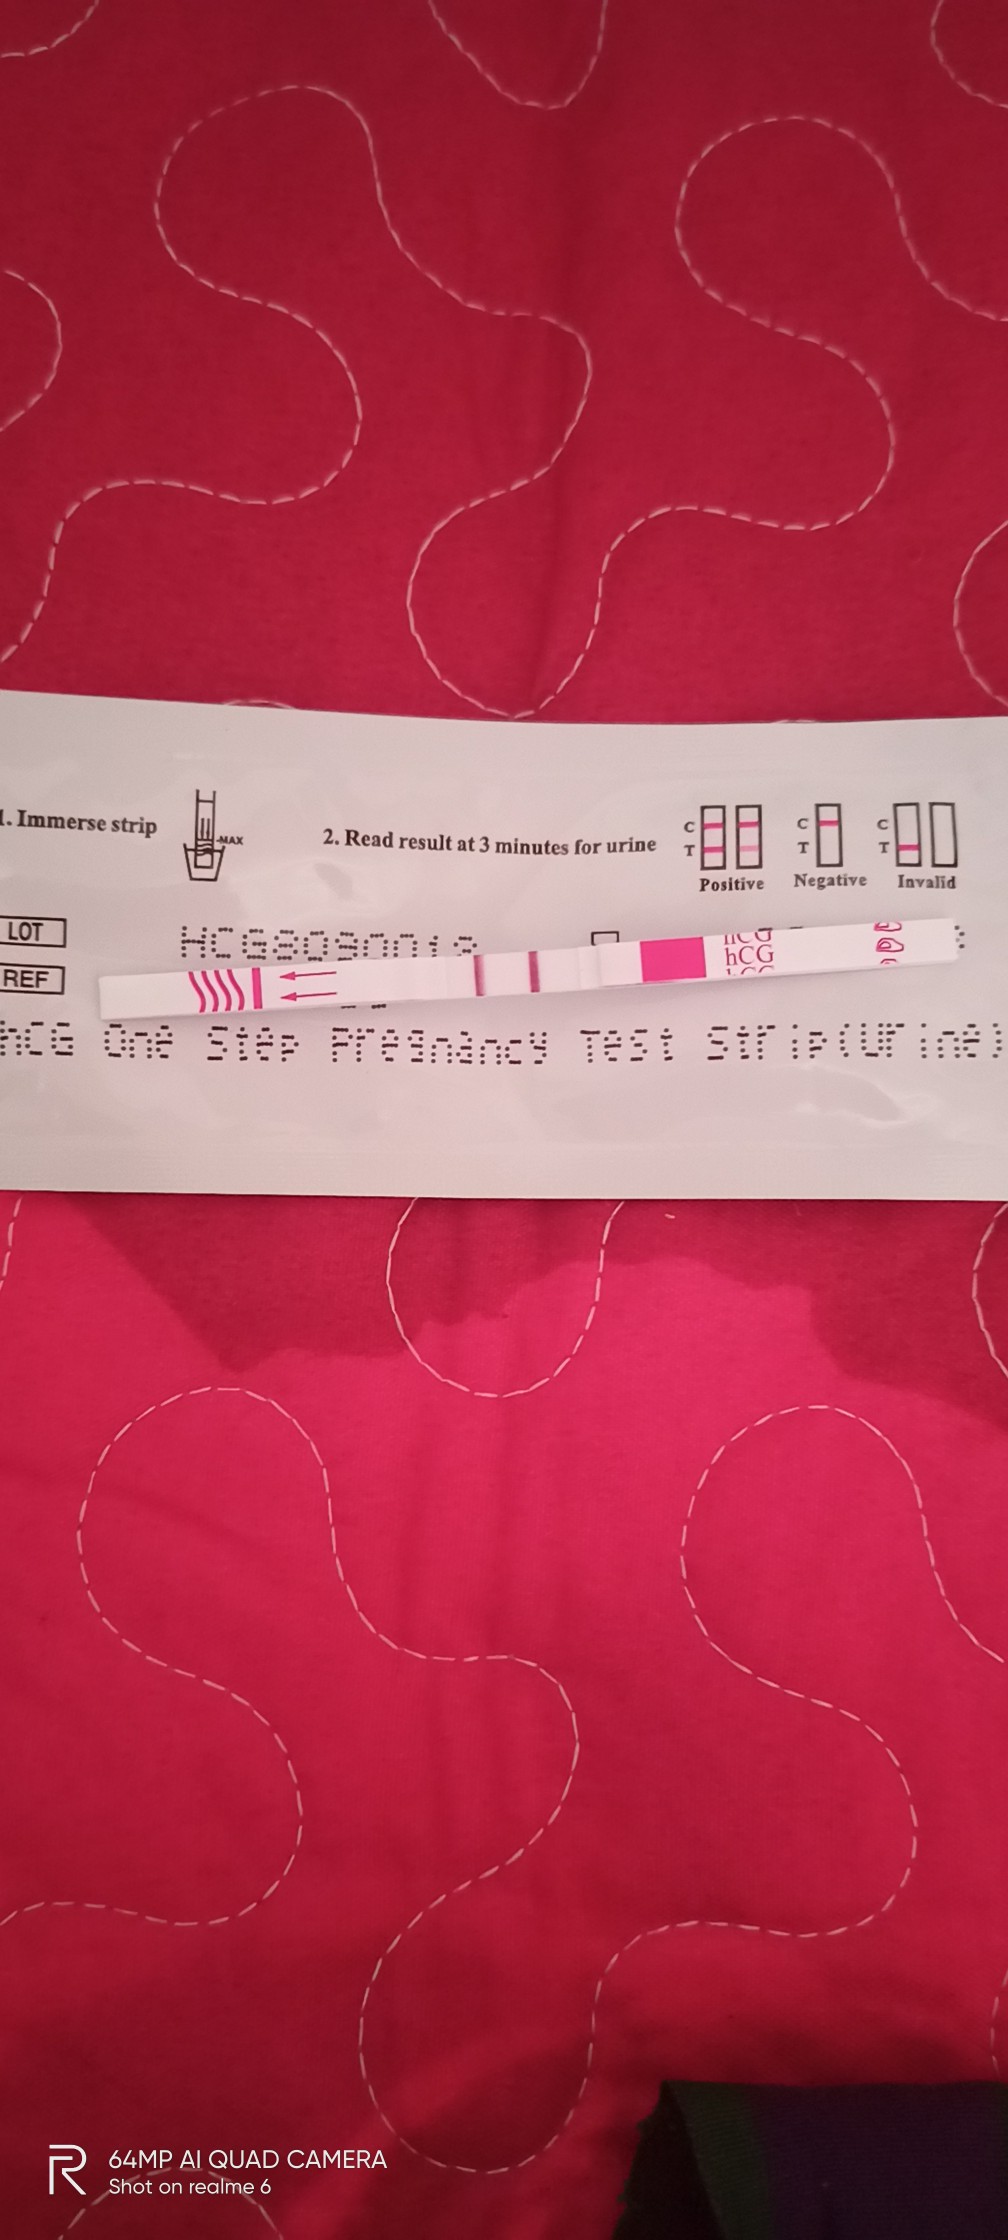 1. Immerse strip
MAX
2. Read result at 3 minutes for urine
C
T
Positive
C
T
Negative
C
T
Invalid
LOT
REF
hCG
hCG One Step Pregnancy Test Strip(Urine)
64MP AI QUAD CAMERA
Shot on realme 6